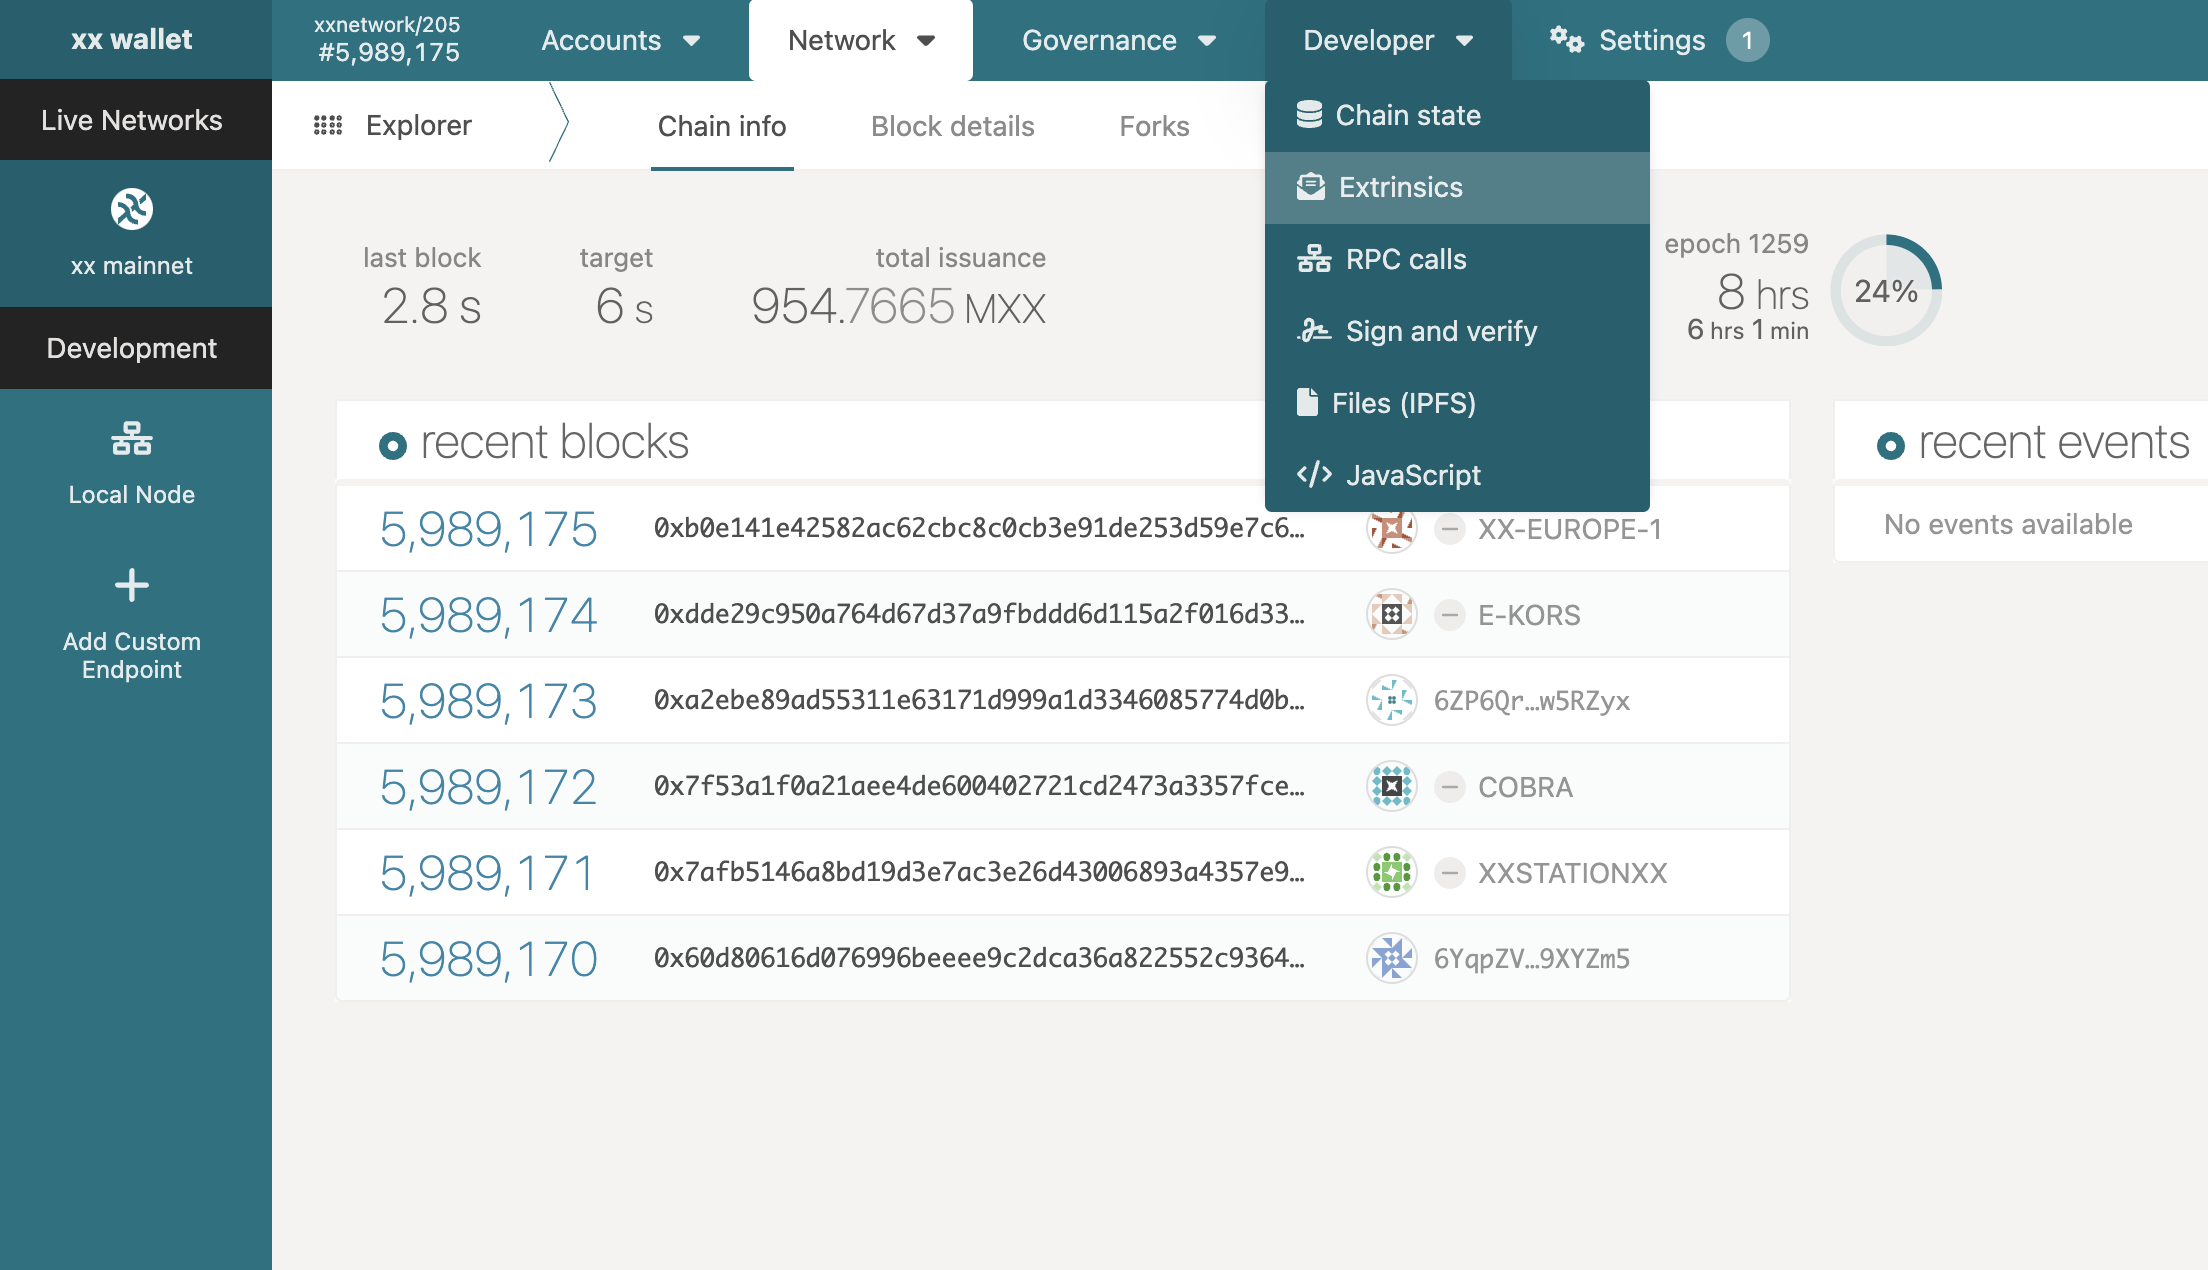 xx wallet
xxnetwork/205
#5,989,175
Accounts
Network
Governance
Developer
Settings
1
Live Networks
xx mainnet
Development
Local Node
Add Custom
Endpoint
Explorer
Chain info
Block details
Forks
Chain state
Extrinsics
RPC calls
Sign and verify
Files (IPFS)
JavaScript
last block
2.8 s
target
6 s
total issuance
954.7665 MXX
epoch 1259
8 hrs
6 hrs 1 min
24%
recent blocks
5,989,175 0xb0e141e42582ac62cbc8c0cb3e91de253d59e7c6… XX-EUROPE-1
5,989,174 0xdde29c950a764d67d37a9fbddd6d115a2f016d33… E-KORS
5,989,173 0xa2ebe89ad55311e63171d999a1d3346085774d0b… 6ZP6Qr…w5RZyx
5,989,172 0x7f53a1f0a21aee4de600402721cd2473a3357fce… COBRA
5,989,171 0x7afb5146a8bd19d3e7ac3e26d43006893a4357e9… XXSTATIONXX
5,989,170 0x60d80616d076996beeee9c2dca36a822552c9364… 6YqpZV…9XYZm5
recent events
No events available